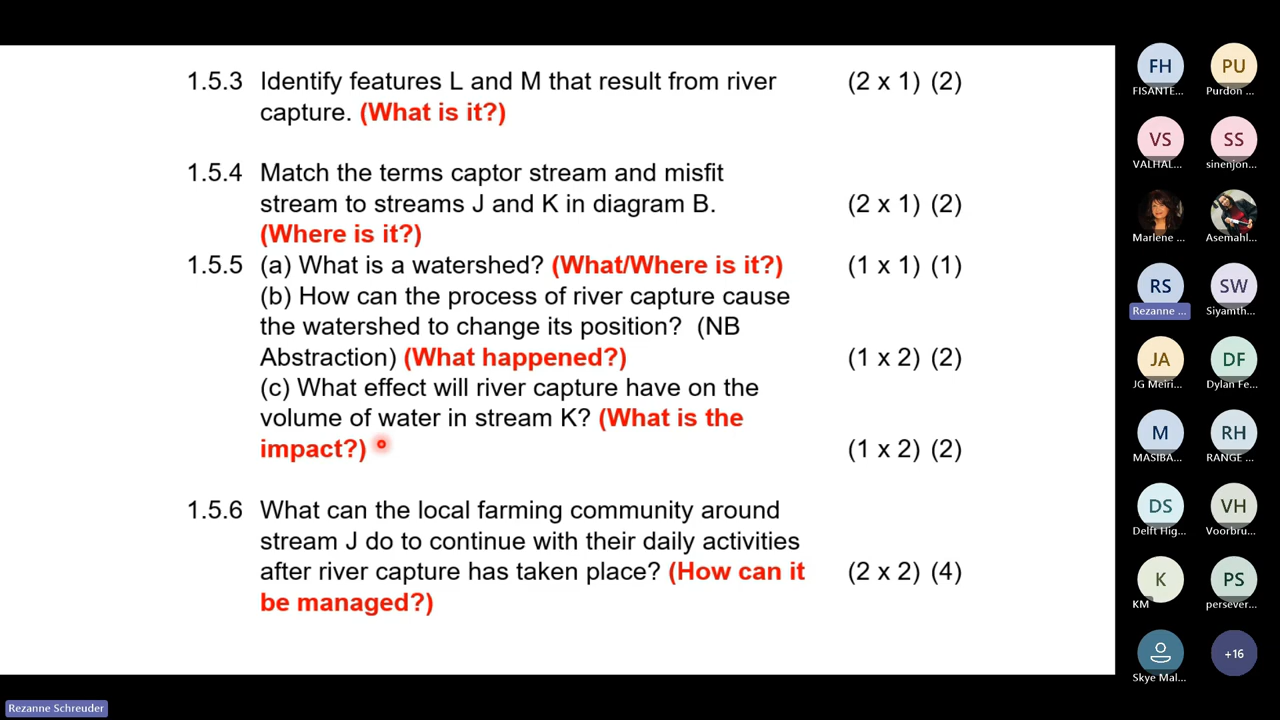 1.5.3 Identify features L and M that result from river (2 x 1) (2)
capture. (What is it?)
1.5.4 Match the terms captor stream and misfit
stream to streams J and K in diagram B. (2 x 1) (2)
(Where is it?)
1.5.5 (a) What is a watershed? (What/Where is it?) (1 x 1) (1)
(b) How can the process of river capture cause
the watershed to change its position? (NB
Abstraction) (What happened?) (1 x 2) (2)
(c) What effect will river capture have on the
volume of water in stream K? (What is the
impact?) (1 x 2) (2)
1.5.6 What can the local farming community around
stream J do to continue with their daily activities
after river capture has taken place? (How can it (2 x 2) (4)
be managed?)
FH PU
FISANTE... Purdon ...
VS SS
VALHAL... sinenjon...
Marlene ... Asemahl...
RS SW
Rezanne ... Siyamth...
JA DF
JG Meiri... Dylan Fe...
M RH
MASIBA... RANGE ...
DS VH
Delft Hig... Voorbru...
K PS
KM persever...
+16
Skye Mal...
Rezanne Schreuder